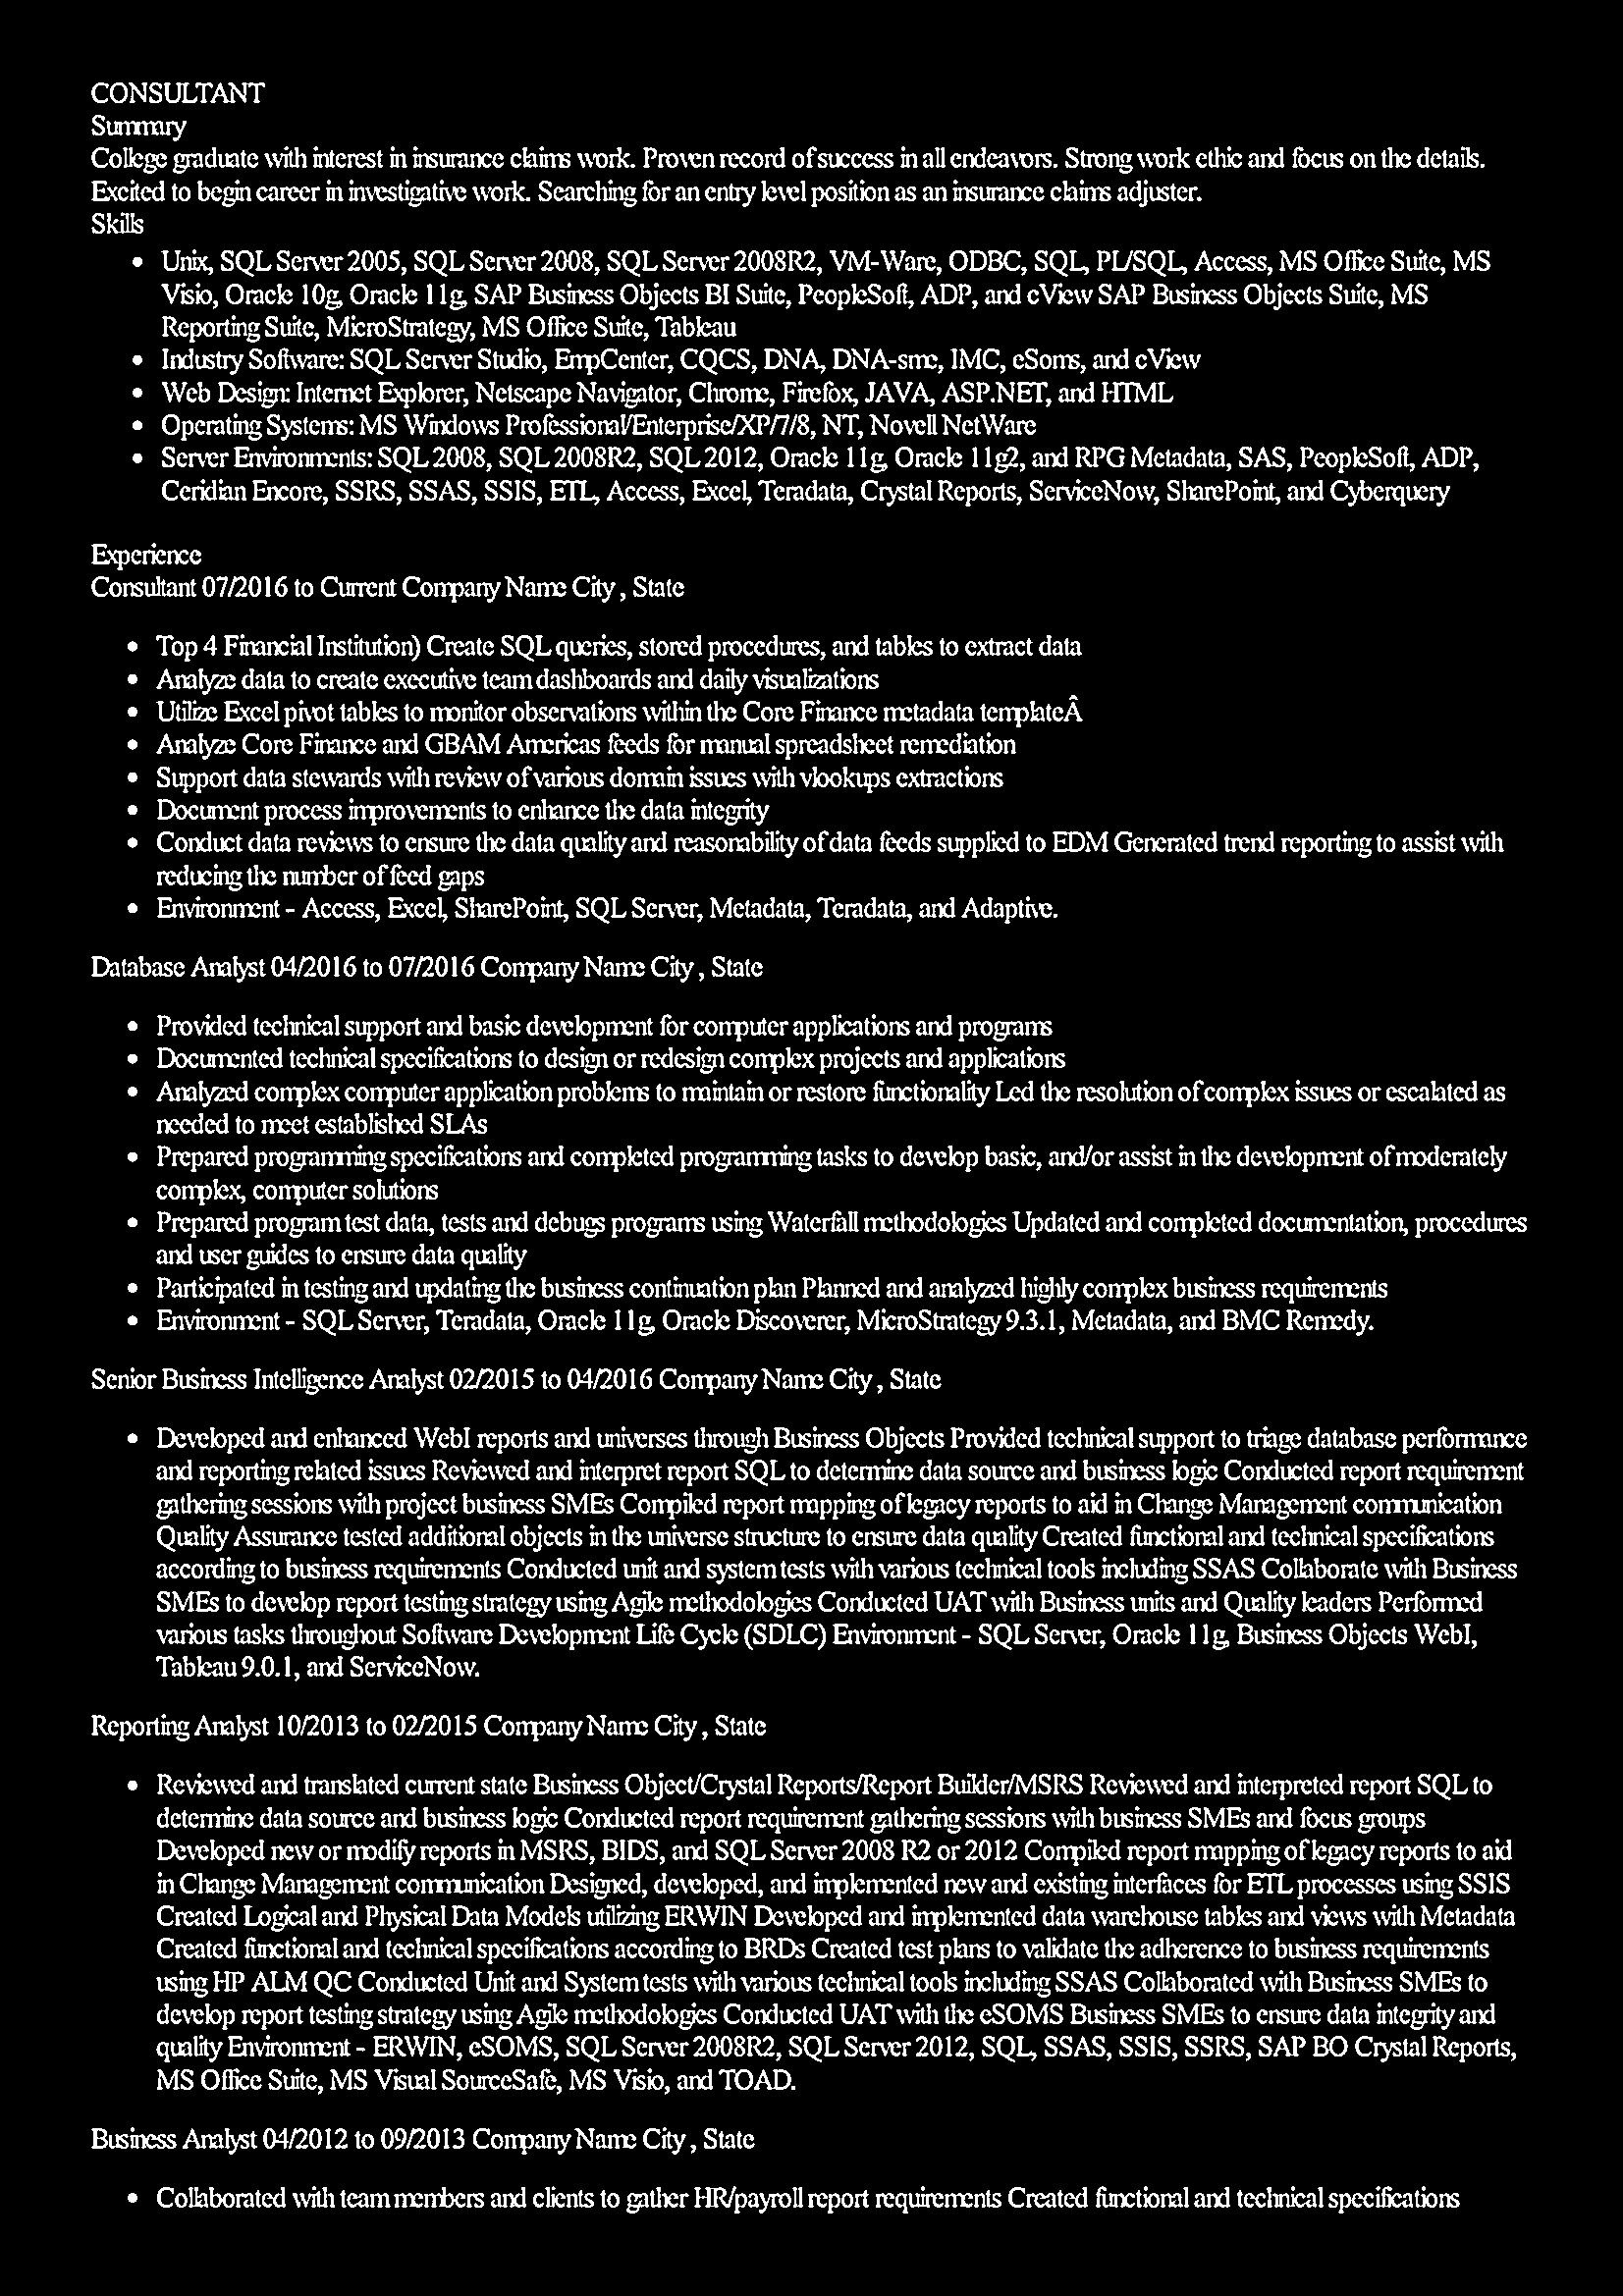 CONSULTANT
Summary
College graduate with interest in insurance claims work. Proven record of success in all endeavors. Strong work ethic and focus on the details.
Excited to begin career in investigative work. Searching for an entry level position as an insurance claims adjuster.
Skills
• Unix, SQL Server 2005, SQL Server 2008, SQL Server 2008R2, VM-Ware, ODBC, SQL, PL/SQL, Access, MS Office Suite, MS
Visio, Oracle 10g, Oracle 11g, SAP Business Objects BI Suite, PeopleSoft, ADP, and eView SAP Business Objects Suite, MS
Reporting Suite, MicroStrategy, MS Office Suite, Tableau
• Industry Software: SQL Server Studio, EmpCenter, CQCS, DNA, DNA-sme, IMC, eSoms, and eView
• Web Design: Internet Explorer, Netscape Navigator, Chrome, Firefox, JAVA, ASP.NET, and HTML
• Operating Systems: MS Windows Professional/Enterprise/XP/7/8, NT, Novell NetWare
• Server Environments: SQL 2008, SQL 2008R2, SQL 2012, Oracle 11g, Oracle 11g2, and RPG Metadata, SAS, PeopleSoft, ADP,
Ceridian Encore, SSRS, SSAS, SSIS, ETL, Access, Excel, Teradata, Crystal Reports, ServiceNow, SharePoint, and Cyberquery
Experience
Consultant 07/2016 to Current Company Name City , State
• Top 4 Financial Institution) Create SQL queries, stored procedures, and tables to extract data
• Analyze data to create executive team dashboards and daily visualizations
• Utilize Excel pivot tables to monitor observations within the Core Finance metadata templateÂ
• Analyze Core Finance and GBAM Americas feeds for manual spreadsheet remediation
• Support data stewards with review of various domain issues with vlookups extractions
• Document process improvements to enhance the data integrity
• Conduct data reviews to ensure the data quality and reasonability of data feeds supplied to EDM Generated trend reporting to assist with
reducing the number of feed gaps
• Environment - Access, Excel, SharePoint, SQL Server, Metadata, Teradata, and Adaptive.
Database Analyst 04/2016 to 07/2016 Company Name City , State
• Provided technical support and basic development for computer applications and programs
• Documented technical specifications to design or redesign complex projects and applications
• Analyzed complex computer application problems to maintain or restore functionality Led the resolution of complex issues or escalated as
needed to meet established SLAs
• Prepared programming specifications and completed programming tasks to develop basic, and/or assist in the development of moderately
complex, computer solutions
• Prepared program test data, tests and debugs programs using Waterfall methodologies Updated and completed documentation, procedures
and user guides to ensure data quality
• Participated in testing and updating the business continuation plan Planned and analyzed highly complex business requirements
• Environment - SQL Server, Teradata, Oracle 11g, Oracle Discoverer, MicroStrategy 9.3.1, Metadata, and BMC Remedy.
Senior Business Intelligence Analyst 02/2015 to 04/2016 Company Name City , State
• Developed and enhanced WebI reports and universes through Business Objects Provided technical support to triage database performance
and reporting related issues Reviewed and interpret report SQL to determine data source and business logic Conducted report requirement
gathering sessions with project business SMEs Compiled report mapping of legacy reports to aid in Change Management communication
Quality Assurance tested additional objects in the universe structure to ensure data quality Created functional and technical specifications
according to business requirements Conducted unit and system tests with various technical tools including SSAS Collaborate with Business
SMEs to develop report testing strategy using Agile methodologies Conducted UAT with Business units and Quality leaders Performed
various tasks throughout Software Development Life Cycle (SDLC) Environment - SQL Server, Oracle 11g, Business Objects WebI,
Tableau 9.0.1, and ServiceNow.
Reporting Analyst 10/2013 to 02/2015 Company Name City , State
• Reviewed and translated current state Business Object/Crystal Reports/Report Builder/MSRS Reviewed and interpreted report SQL to
determine data source and business logic Conducted report requirement gathering sessions with business SMEs and focus groups
Developed new or modify reports in MSRS, BIDS, and SQL Server 2008 R2 or 2012 Compiled report mapping of legacy reports to aid
in Change Management communication Designed, developed, and implemented new and existing interfaces for ETL processes using SSIS
Created Logical and Physical Data Models utilizing ERWIN Developed and implemented data warehouse tables and views with Metadata
Created functional and technical specifications according to BRDs Created test plans to validate the adherence to business requirements
using HP ALM QC Conducted Unit and System tests with various technical tools including SSAS Collaborated with Business SMEs to
develop report testing strategy using Agile methodologies Conducted UAT with the eSOMS Business SMEs to ensure data integrity and
quality Environment - ERWIN, eSOMS, SQL Server 2008R2, SQL Server 2012, SQL, SSAS, SSIS, SSRS, SAP BO Crystal Reports,
MS Office Suite, MS Visual SourceSafe, MS Visio, and TOAD.
Business Analyst 04/2012 to 09/2013 Company Name City , State
• Collaborated with team members and clients to gather HR/payroll report requirements Created functional and technical specifications